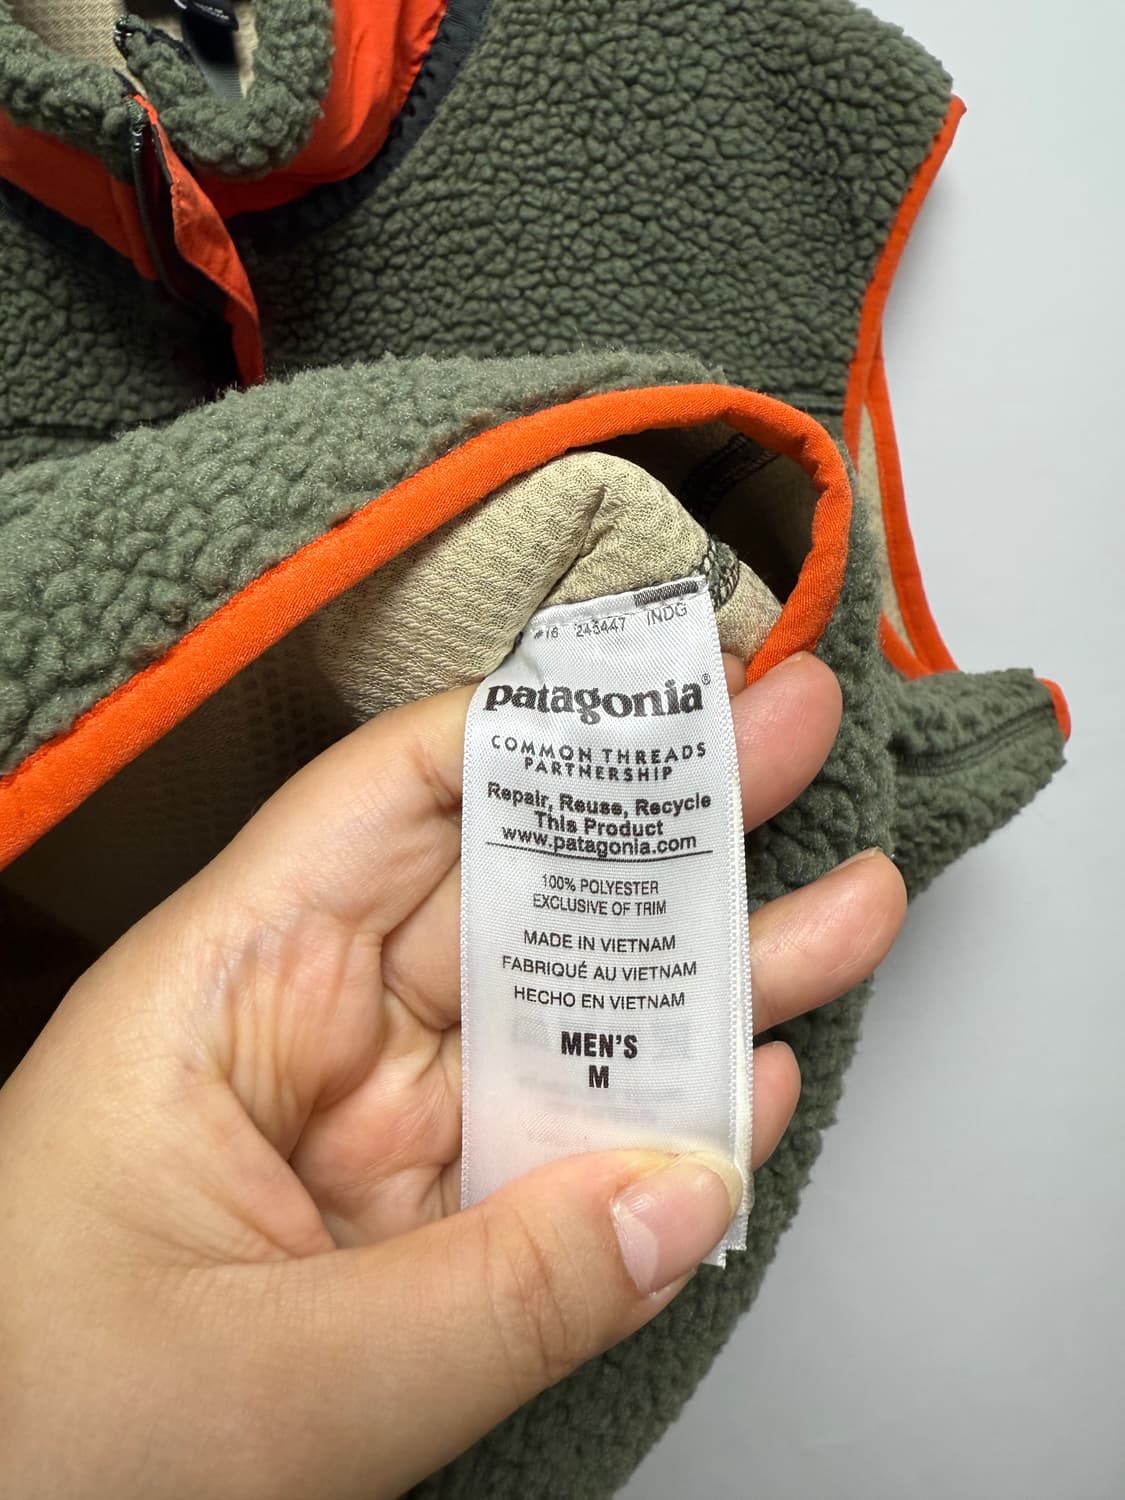 #16 245447 INDG
patagonia®
COMMON THREADS
PARTNERSHIP
Repair, Reuse, Recycle
This Product
www.patagonia.com
100% POLYESTER
EXCLUSIVE OF TRIM
MADE IN VIETNAM
FABRIQUÉ AU VIETNAM
HECHO EN VIETNAM
MEN'S
M